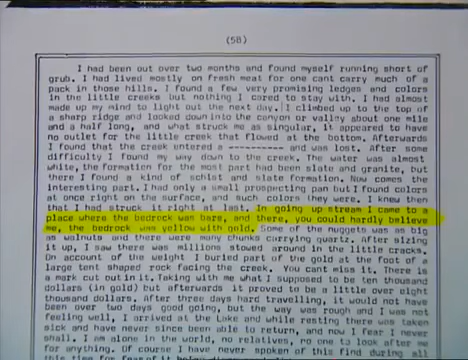 (58)
I had been out over two months and found myself running short of
grub. I had lived mostly on fresh meat for one cant carry much of a
pack in those hills. I found a few very promising ledges and colors
in the little creeks but nothing I cared to stay with. I had almost
made up my mind to light out the next day. I climbed up to the top of
a sharp ridge and looked down into the canyon or valley about one mile
and a half long, and what struck me as singular, it appeared to have
no outlet for the little creek that flowed at the bottom. Afterwards
I found that the creek entered a ---------- and was lost. After some
difficulty I found my way down to the creek. The water was almost
white, the formation for the most part had been slate and granite, but
there I found a kind of schist and slate formation. Now comes the
interesting part. I had only a small prospecting pan but I found colors
at once right on the surface, and such colors they were. I knew then
that I had struck it right at last. In going up stream I came to a
place where the bedrock was bare, and there, you could hardly believe
me, the bedrock was yellow with gold. Some of the nuggets was as big
as walnuts and there were many chunks carrying quartz. After sizing
it up, I saw there was millions stowed around in the little cracks.
On account of the weight I buried part of the gold at the foot of a
large tent shaped rock facing the creek. You cant miss it. There is
a mark cut out in it. Taking with me what I supposed to be ten thousand
dollars (in gold) but afterwards it proved to be a little over eight
thousand dollars. After three days hard travelling, it would not have
been over two days good going, but the way was rough and I was not
feeling well, I arrived at the Lake and while resting there was taken
sick and have never since been able to return, and now I fear I never
shall. I am alone in the world, no relatives, no one to look after me
for anything. Of course I have never spoken of this find during all
this time for fear of